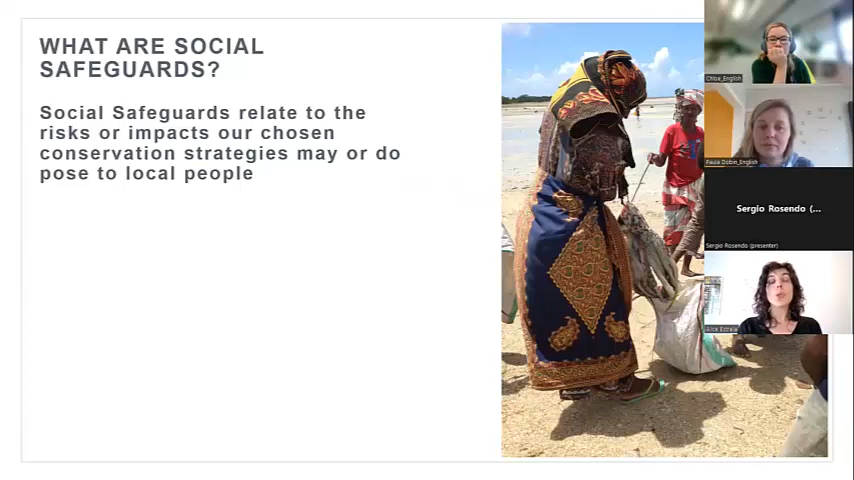 WHAT ARE SOCIAL
SAFEGUARDS?
Social Safeguards relate to the
risks or impacts our chosen
conservation strategies may or do
pose to local people
Chloe_English
Paula Dobin_English
Sergio Rosendo (...
Sergio Rosendo (presenter)
Alice Estrela